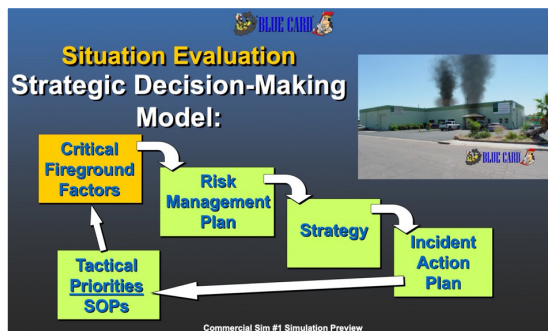 BLUE CARD
Situation Evaluation
Strategic Decision-Making
Model:
Critical
Fireground
Factors
Risk
Management
Plan
Strategy
Incident
Action
Plan
Tactical
Priorities
SOPs
BLUE CARD
Commercial Sim #1 Simulation Preview